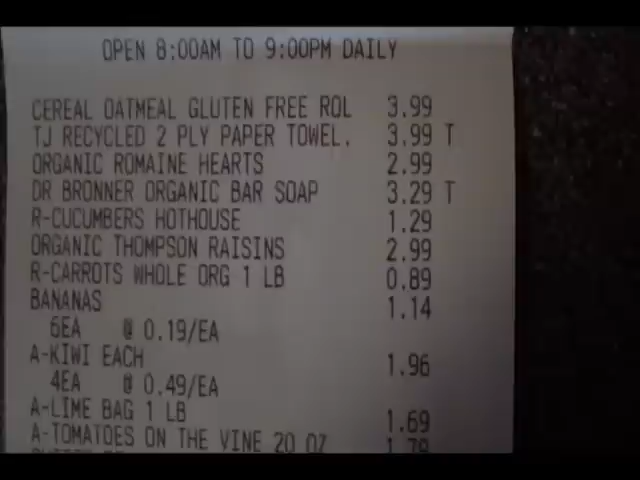 OPEN 8:00AM TO 9:00PM DAILY
CEREAL OATMEAL GLUTEN FREE ROL 3.99
TJ RECYCLED 2 PLY PAPER TOWEL. 3.99 T
ORGANIC ROMAINE HEARTS 2.99
DR BRONNER ORGANIC BAR SOAP 3.29 T
R-CUCUMBERS HOTHOUSE 1.29
ORGANIC THOMPSON RAISINS 2.99
R-CARROTS WHOLE ORG 1 LB 0.89
BANANAS 1.14
6EA @ 0.19/EA
A-KIWI EACH 1.96
4EA @ 0.49/EA
A-LIME BAG 1 LB 1.69
A-TOMATOES ON THE VINE 20 OZ 1.79